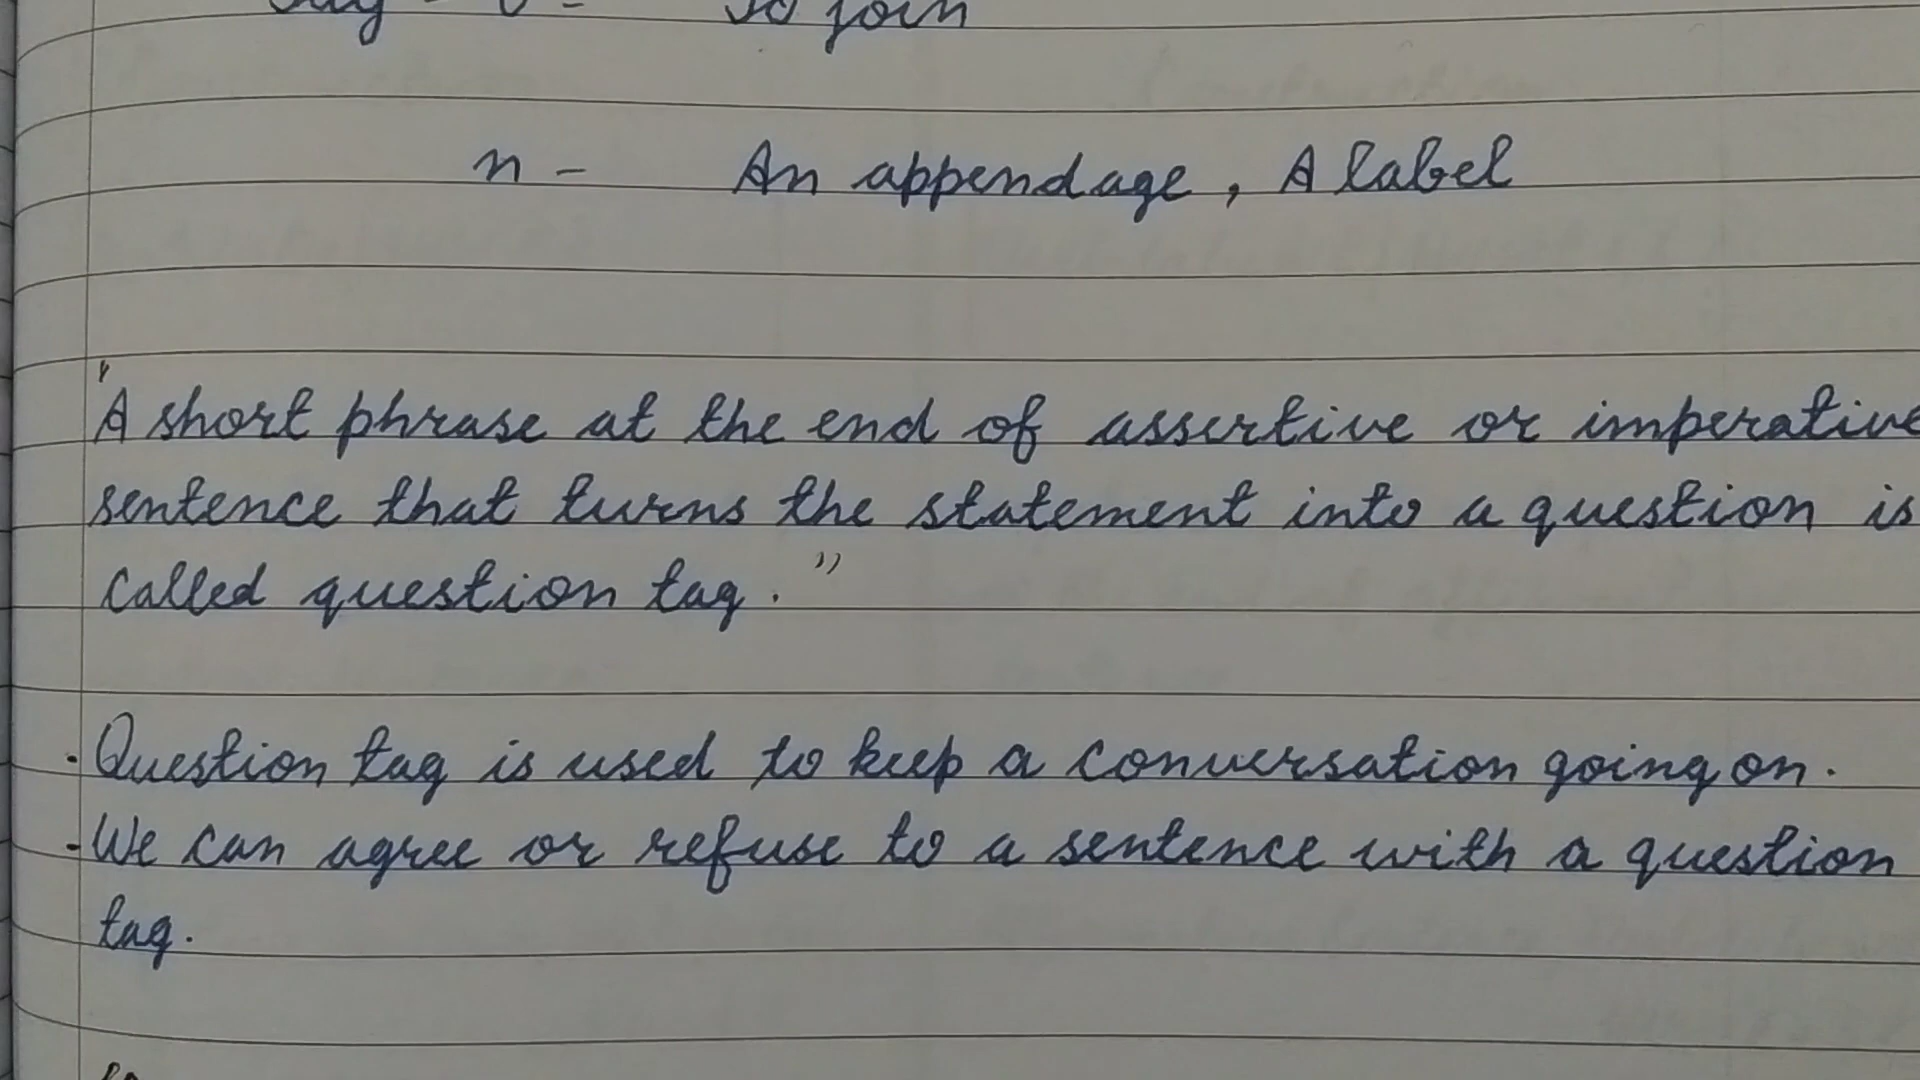 To join
n - An appendage, A label
"A short phrase at the end of assertive or imperative
sentence that turns the statement into a question is
called question tag."
. Question tag is used to keep a conversation going on.
- We can agree or refuse to a sentence with a question
tag.